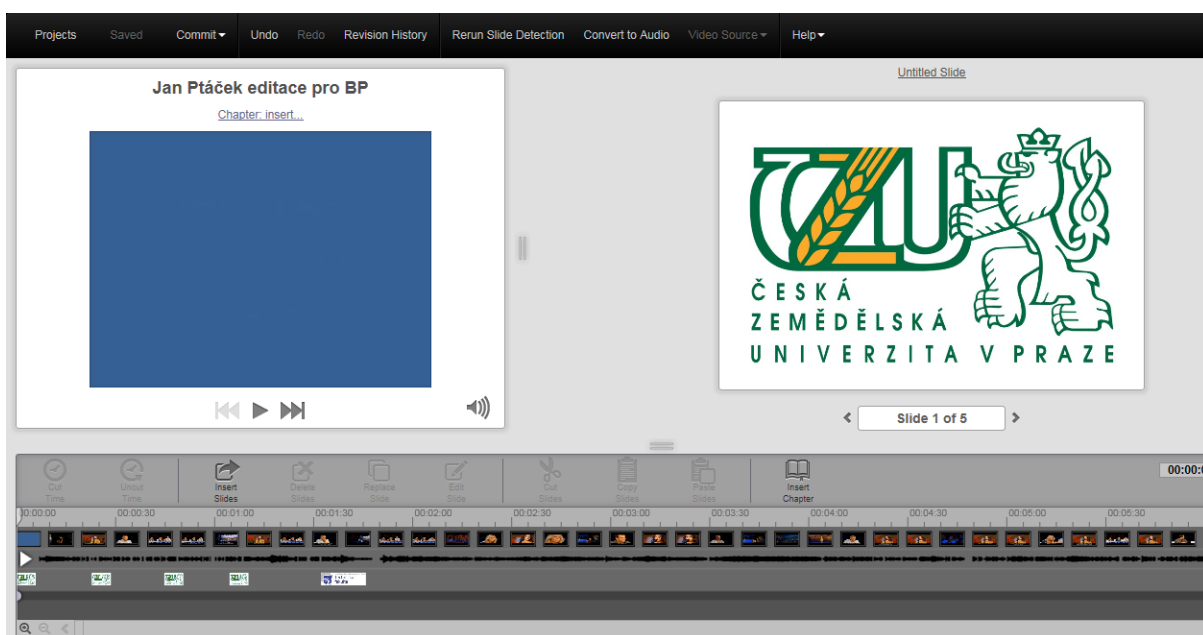 Projects Saved Commit Undo Redo Revision History Rerun Slide Detection Convert to Audio Video Source Help
Jan Ptáček editace pro BP
Chapter: insert...
Untitled Slide
ČZU
ČESKÁ
ZEMĚDĚLSKÁ
UNIVERZITA V PRAZE
Slide 1 of 5
Cut Time
Uncut Time
Insert Slides
Delete Slides
Replace Slide
Edit Slide
Cut Slides
Copy Slides
Paste Slides
Insert Chapter
00:00:00 00:00:30 00:01:00 00:01:30 00:02:00 00:02:30 00:03:00 00:03:30 00:04:00 00:04:30 00:05:00 00:05:30